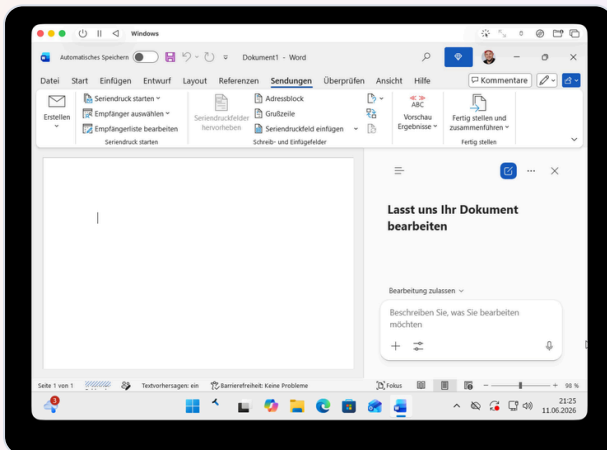 Windows
Automatisches Speichern
Dokument1 - Word
Datei Start Einfügen Entwurf Layout Referenzen Sendungen Überprüfen Ansicht Hilfe
Kommentare
Erstellen
Seriendruck starten
Empfänger auswählen
Empfängerliste bearbeiten
Seriendruck starten
Seriendruckfelder
hervorheben
Adressblock
Grußzeile
Seriendruckfeld einfügen
Schreib- und Einfügefelder
ABC
Vorschau
Ergebnisse
Fertig stellen und
zusammenführen
Fertig stellen
Lasst uns Ihr Dokument
bearbeiten
Bearbeitung zulassen
Beschreiben Sie, was Sie bearbeiten
möchten
Seite 1 von 1
Textvorhersagen: ein
Barrierefreiheit: Keine Probleme
Fokus
98 %
3
21:25
11.06.2026